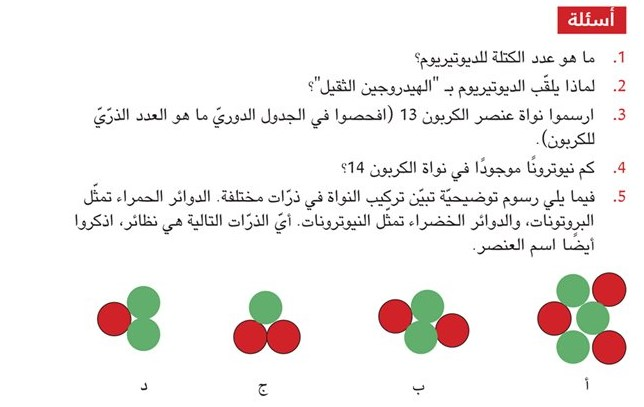 أسئلة
1. ما هو عدد الكتلة للديوتيريوم؟
2. لماذا يلقّب الديوتيريوم بـ "الهيدروجين الثقيل"؟
3. ارسموا نواة عنصر الكربون 13 (افحصوا في الجدول الدوريّ ما هو العدد الذرّيّ
للكربون).
4. كم نيوترونًا موجودًا في نواة الكربون 14؟
5. فيما يلي رسوم توضيحيّة تبيّن تركيب النواة في ذرّات مختلفة. الدوائر الحمراء تمثّل
البروتونات، والدوائر الخضراء تمثّل النيوترونات. أيّ الذرّات التالية هي نظائر، اذكروا
أيضًا اسم العنصر.
أ ب ج د